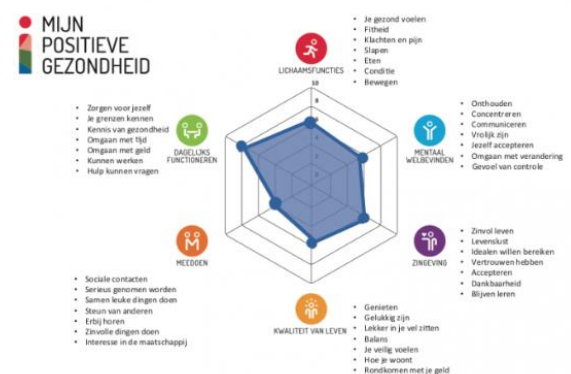 MIJN
POSITIEVE
GEZONDHEID
• Je gezond voelen
• Fitheid
• Klachten en pijn
• Slapen
• Eten
• Conditie
• Bewegen
LICHAAMSFUNCTIES
10
8
• Onthouden
• Concentreren
• Communiceren
• Vrolijk zijn
• Jezelf accepteren
• Omgaan met verandering
• Gevoel van controle
MENTAAL
WELBEVINDEN
• Zinvol leven
• Levenslust
• Idealen willen bereiken
• Vertrouwen hebben
• Accepteren
• Dankbaarheid
• Blijven leren
ZINGEVING
• Genieten
• Gelukkig zijn
• Lekker in je vel zitten
• Balans
• Je veilig voelen
• Hoe je woont
• Rondkomen met je geld
KWALITEIT VAN LEVEN
• Sociale contacten
• Serieus genomen worden
• Samen leuke dingen doen
• Steun van anderen
• Erbij horen
• Zinvolle dingen doen
• Interesse in de maatschappij
MEEDOEN
• Zorgen voor jezelf
• Je grenzen kennen
• Kennis van gezondheid
• Omgaan met tijd
• Omgaan met geld
• Kunnen werken
• Hulp kunnen vragen
DAGELIJKS
FUNCTIONEREN